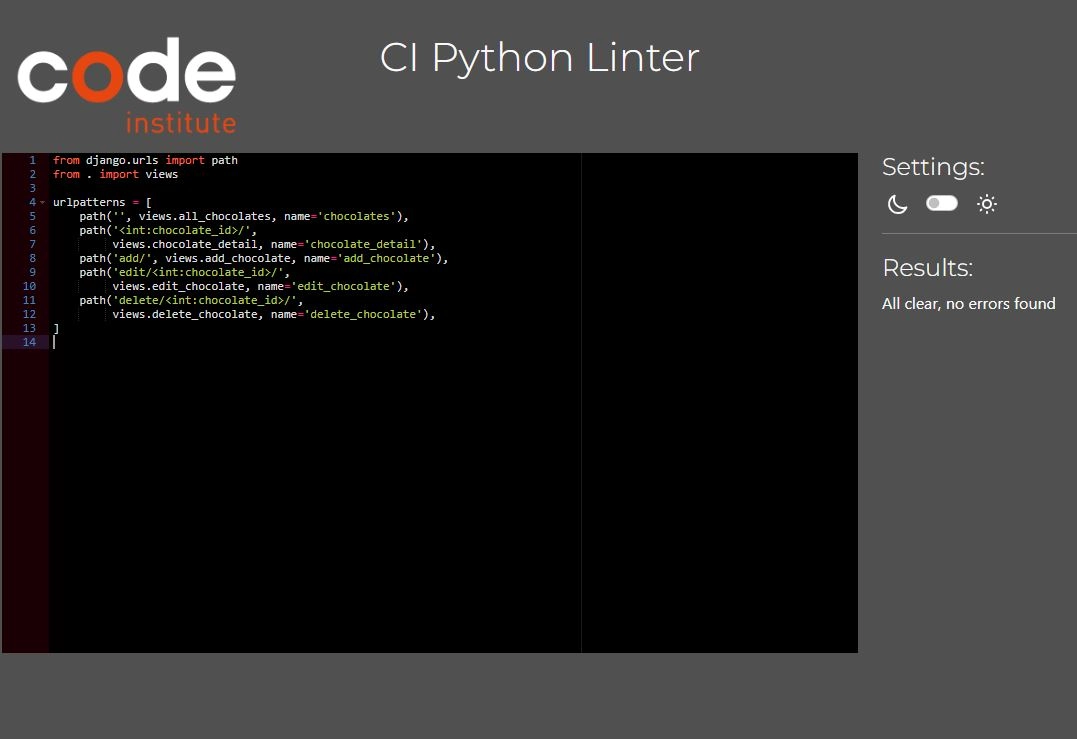 code
institute
CI Python Linter
1 from django.urls import path
2 from . import views
3
4 urlpatterns = [
5     path('', views.all_chocolates, name='chocolates'),
6     path('<int:chocolate_id>/',
7          views.chocolate_detail, name='chocolate_detail'),
8     path('add/', views.add_chocolate, name='add_chocolate'),
9     path('edit/<int:chocolate_id>/',
10          views.edit_chocolate, name='edit_chocolate'),
11     path('delete/<int:chocolate_id>/',
12          views.delete_chocolate, name='delete_chocolate'),
13 ]
14
Settings:
Results:
All clear, no errors found